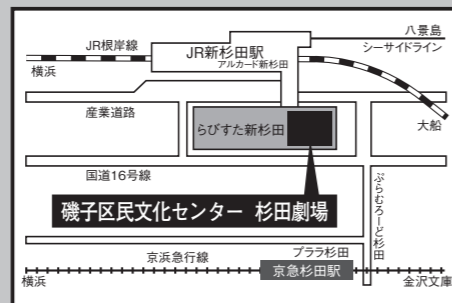 八景島
JR根岸線
JR新杉田駅
シーサイドライン
アルカード新杉田
横浜
産業道路
らびすた新杉田
大船
国道16号線
ぷらむろーど杉田
磯子区民文化センター 杉田劇場
プララ杉田
京浜急行線
京急杉田駅
横浜
金沢文庫